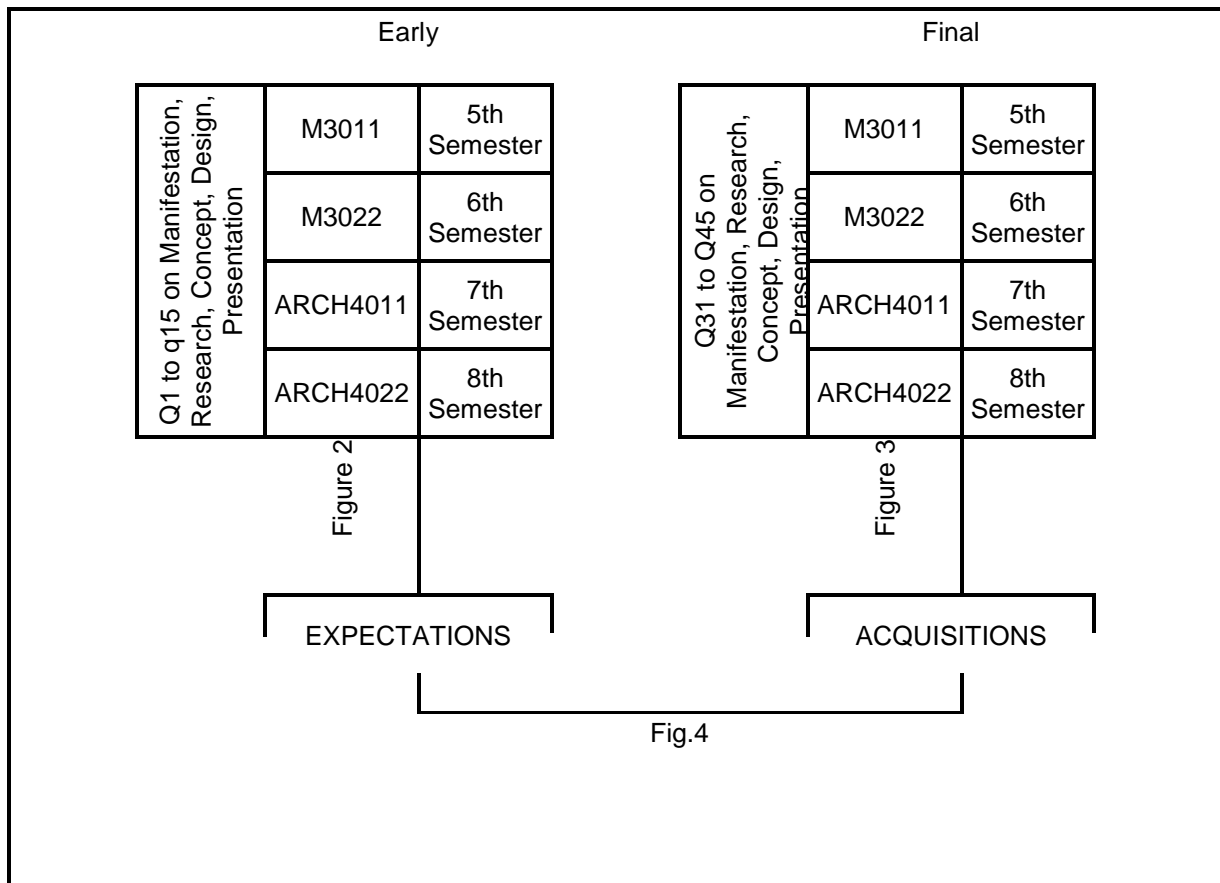 Early
Final
Q1 to q15 on Manifestation,
Research, Concept, Design,
Presentation
M3011
5th
Semester
M3022
6th
Semester
ARCH4011
7th
Semester
ARCH4022
8th
Semester
Q31 to Q45 on
Manifestation, Research,
Concept, Design,
Presentation
M3011
5th
Semester
M3022
6th
Semester
ARCH4011
7th
Semester
ARCH4022
8th
Semester
Figure 2
Figure 3
EXPECTATIONS
ACQUISITIONS
Fig.4